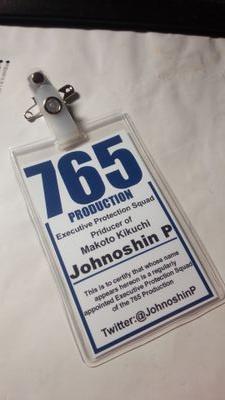 765
PRODUCTION
Executive Protection Squad
Priducer of
Makoto Kikuchi
Johnoshin P
This is to certify that whose name
appears hereon is a regularly
appointed Executive Protection Squad
of the 765 Production
Twitter:@JohnoshinP